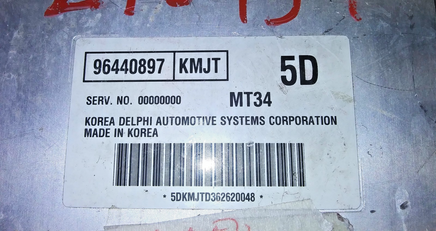 96440897 KMJT 5D
SERV. NO. 00000000 MT34
KOREA DELPHI AUTOMOTIVE SYSTEMS CORPORATION
MADE IN KOREA
· 5DKMJTD362620048 ·